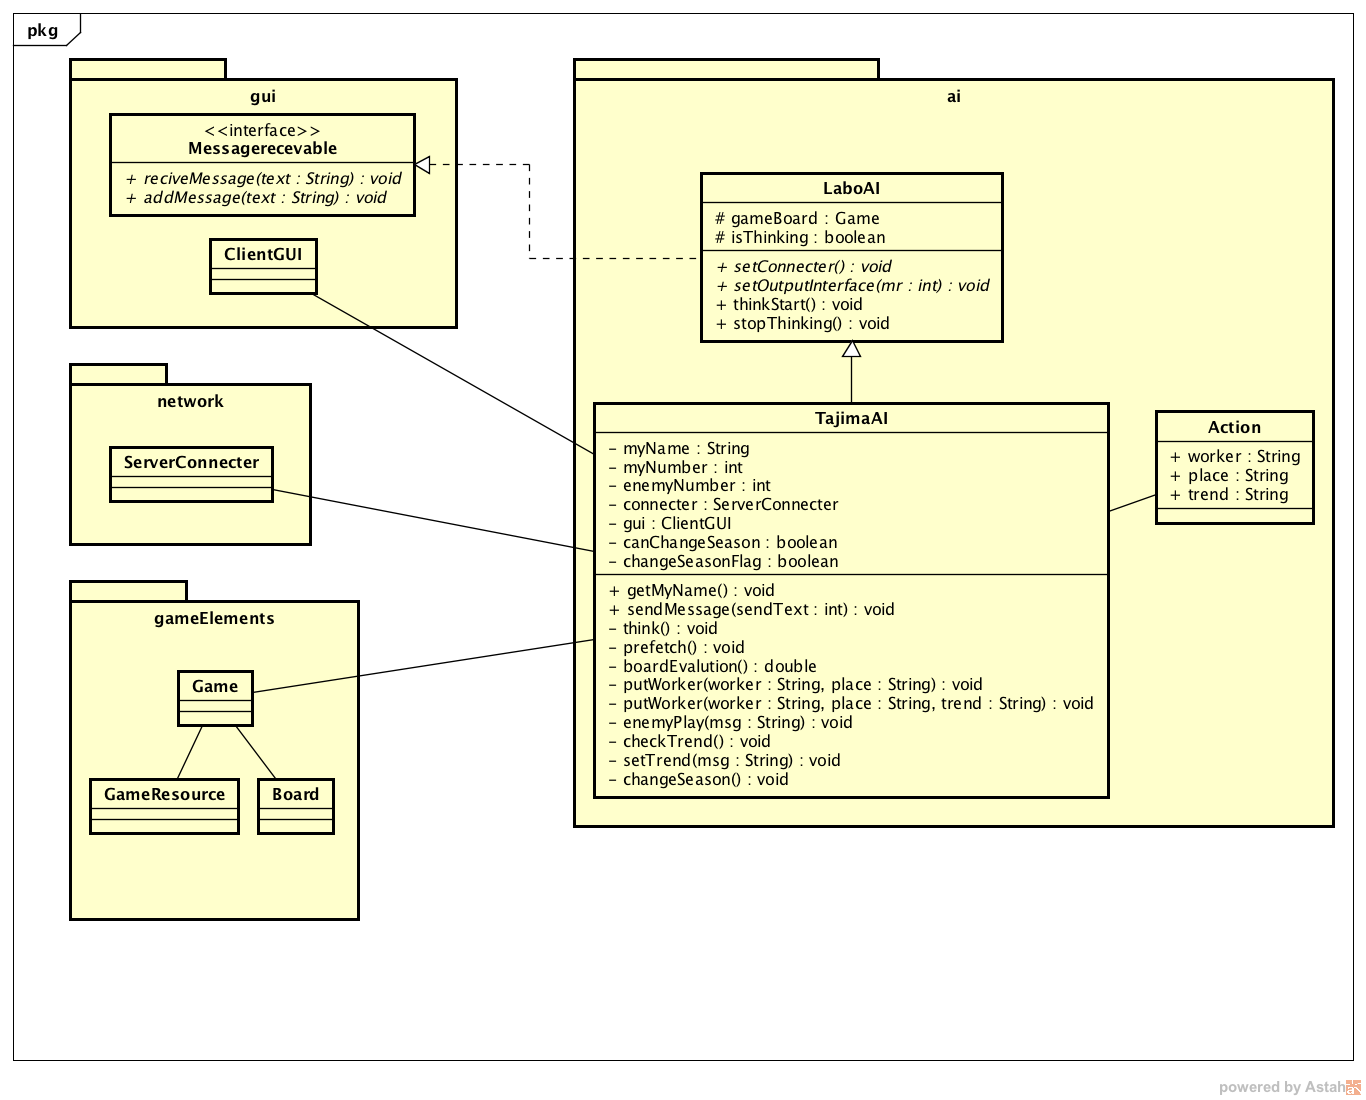 pkg
gui
<<interface>>
Messagerecevable
+ reciveMessage(text : String) : void
+ addMessage(text : String) : void
ClientGUI
network
ServerConnecter
gameElements
Game
GameResource
Board
ai
LaboAI
# gameBoard : Game
# isThinking : boolean
+ setConnecter() : void
+ setOutputInterface(mr : int) : void
+ thinkStart() : void
+ stopThinking() : void
TajimaAI
- myName : String
- myNumber : int
- enemyNumber : int
- connecter : ServerConnecter
- gui : ClientGUI
- canChangeSeason : boolean
- changeSeasonFlag : boolean
+ getMyName() : void
+ sendMessage(sendText : int) : void
- think() : void
- prefetch() : void
- boardEvalution() : double
- putWorker(worker : String, place : String) : void
- putWorker(worker : String, place : String, trend : String) : void
- enemyPlay(msg : String) : void
- checkTrend() : void
- setTrend(msg : String) : void
- changeSeason() : void
Action
+ worker : String
+ place : String
+ trend : String
powered by Astah